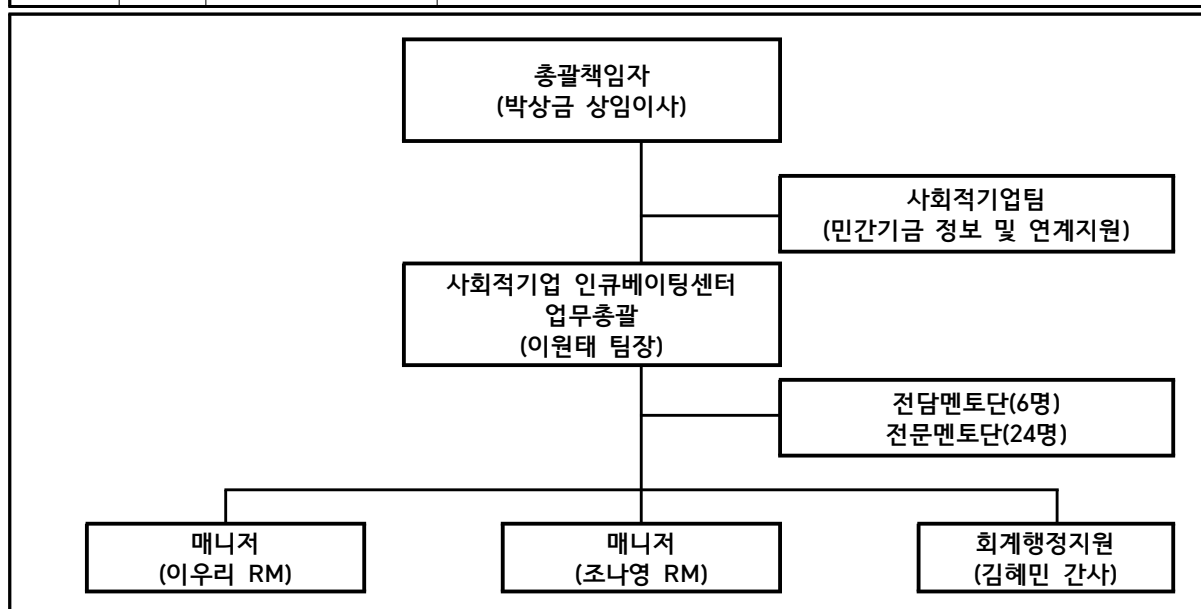 총괄책임자
(박상금 상임이사)
사회적기업팀
(민간기금 정보 및 연계지원)
사회적기업 인큐베이팅센터
업무총괄
(이원태 팀장)
전담멘토단(6명)
전문멘토단(24명)
매니저
(이우리 RM)
매니저
(조나영 RM)
회계행정지원
(김혜민 간사)